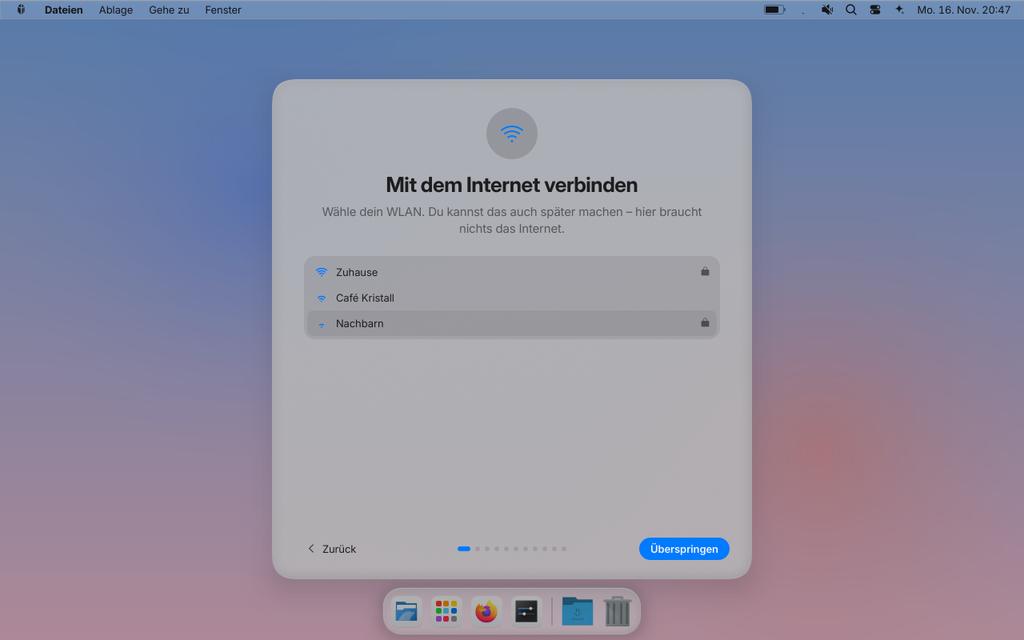 Dateien Ablage Gehe zu Fenster Mo. 16. Nov. 20:47
Mit dem Internet verbinden
Wähle dein WLAN. Du kannst das auch später machen – hier braucht
nichts das Internet.
Zuhause
Café Kristall
Nachbarn
Zurück
Überspringen